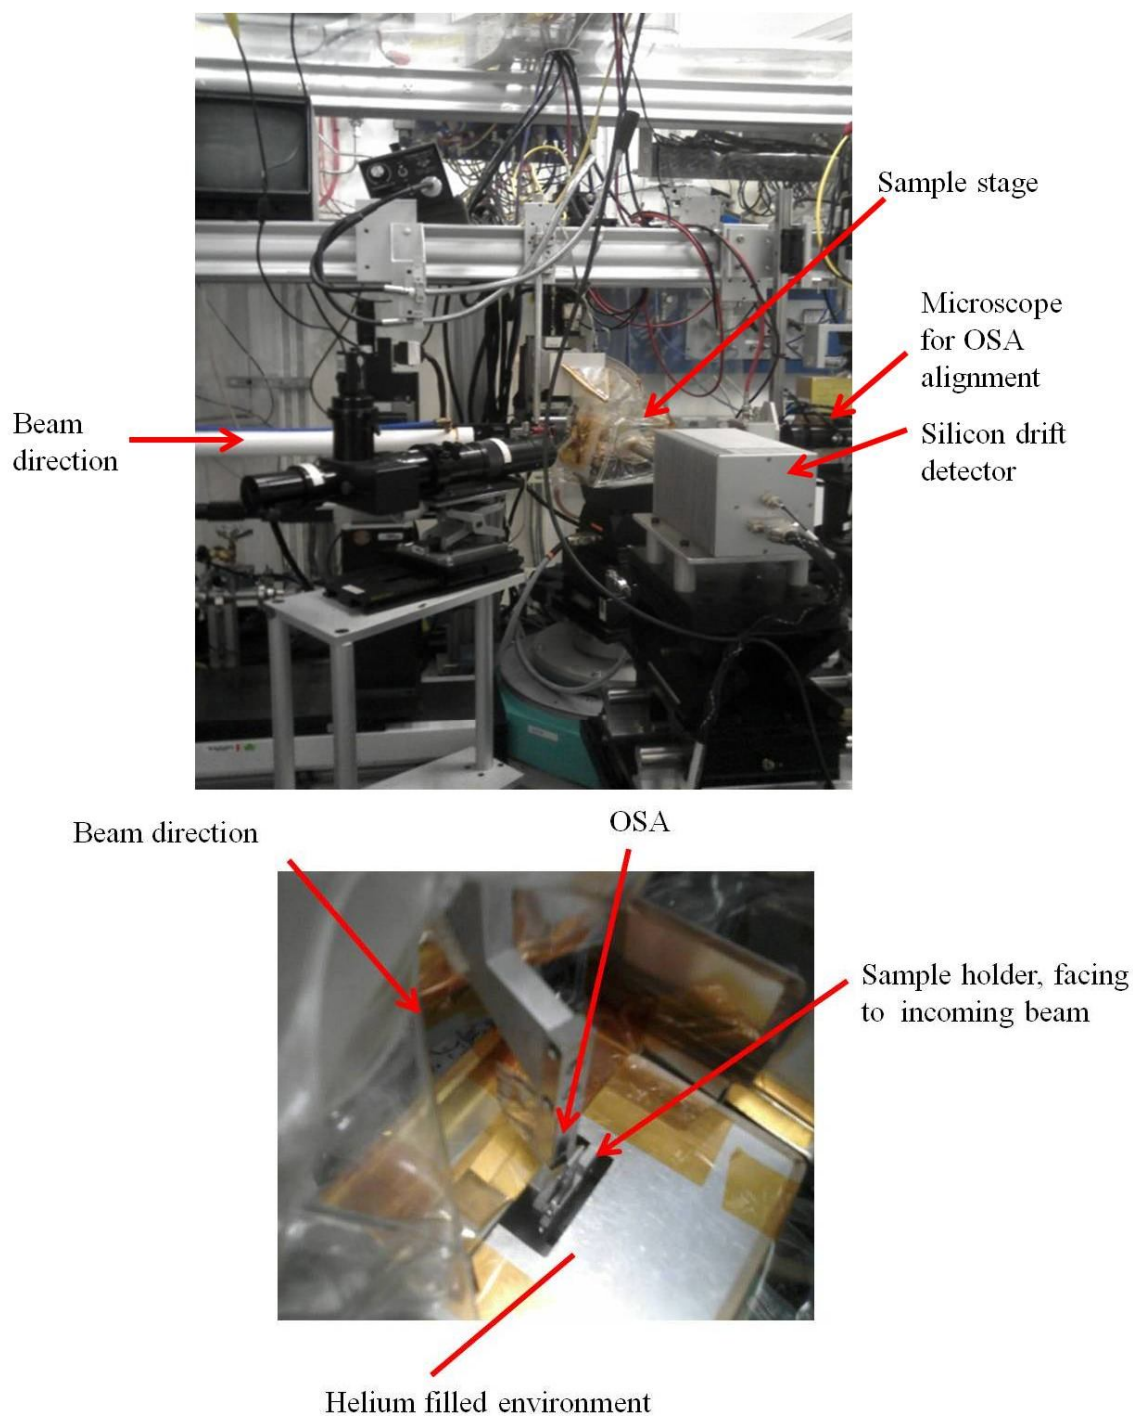 Sample stage
Microscope
for OSA
alignment
Beam
direction
Silicon drift
detector
Beam direction
OSA
Sample holder, facing
to incoming beam
Helium filled environment